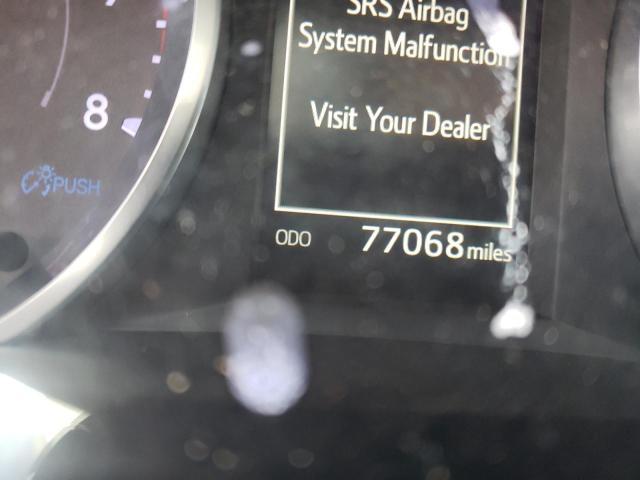 SRS Airbag
System Malfunction
Visit Your Dealer
8
PUSH
ODO 77068 miles